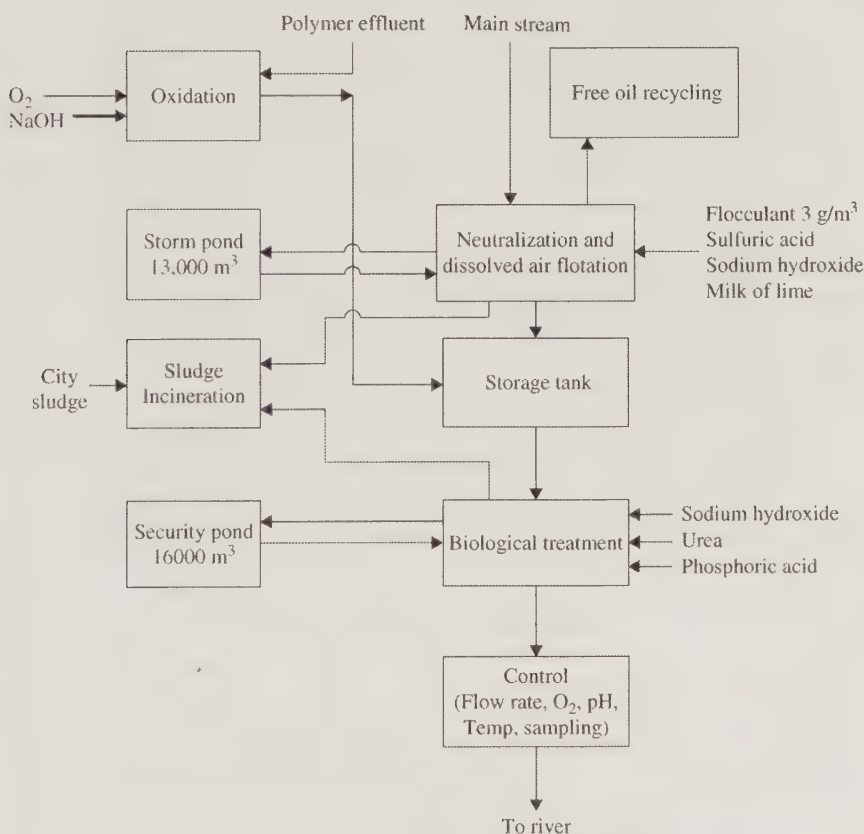 Polymer effluent
Main stream
O₂
NaOH
Oxidation
Free oil recycling
Storm pond
13,000 m³
Neutralization and
dissolved air flotation
Flocculant 3 g/m³
Sulfuric acid
Sodium hydroxide
Milk of lime
City
sludge
Sludge
Incineration
Storage tank
Security pond
16000 m³
Biological treatment
Sodium hydroxide
Urea
Phosphoric acid
Control
(Flow rate, O₂, pH,
Temp, sampling)
To river